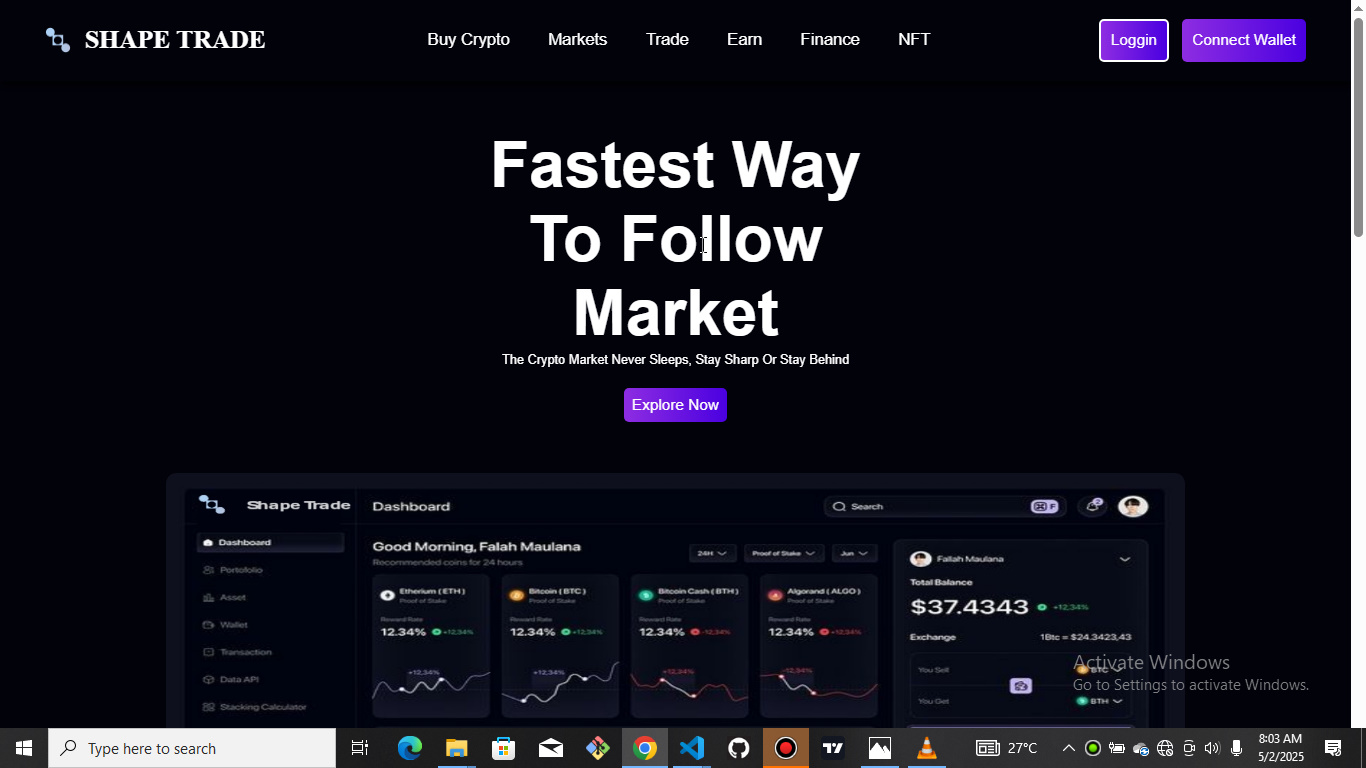 SHAPE TRADE
Buy Crypto Markets Trade Earn Finance NFT
Loggin Connect Wallet
Fastest Way
To Follow
Market
The Crypto Market Never Sleeps, Stay Sharp Or Stay Behind
Explore Now
Shape Trade
Dashboard
Search
F
2
Dashboard
Portofolio
Asset
Wallet
Transaction
Data API
Stacking Calculator
Good Morning, Falah Maulana
Recommended coins for 24 hours
24H Proof of Stake Jun
Etherium ( ETH )
Proof of Stake
Reward Rate
12.34% +12,34%
+12,34%
Bitcoin ( BTC )
Proof of Stake
Reward Rate
12.34% +12,34%
+12,34%
Bitcoin Cash ( BTH )
Proof of Stake
Reward Rate
12.34% -12,34%
+12,34%
Algorand ( ALGO )
Proof of Stake
Reward Rate
12.34% -12,34%
-12,34%
Fallah Maulana
Total Balance
$37.4343 +12,34%
Exchange 1Btc = $24.3423,43
You Sell BTC
You Get BTH
Activate Windows
Go to Settings to activate Windows.
Type here to search
27°C
8:03 AM
5/2/2025